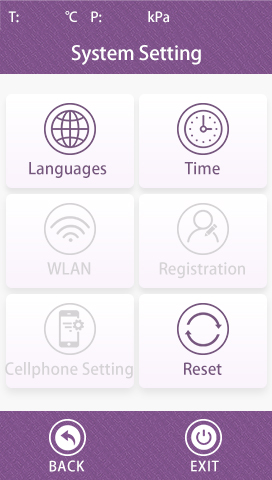 T: ℃ P: kPa
System Setting
Languages
Time
WLAN
Registration
Cellphone Setting
Reset
BACK
EXIT